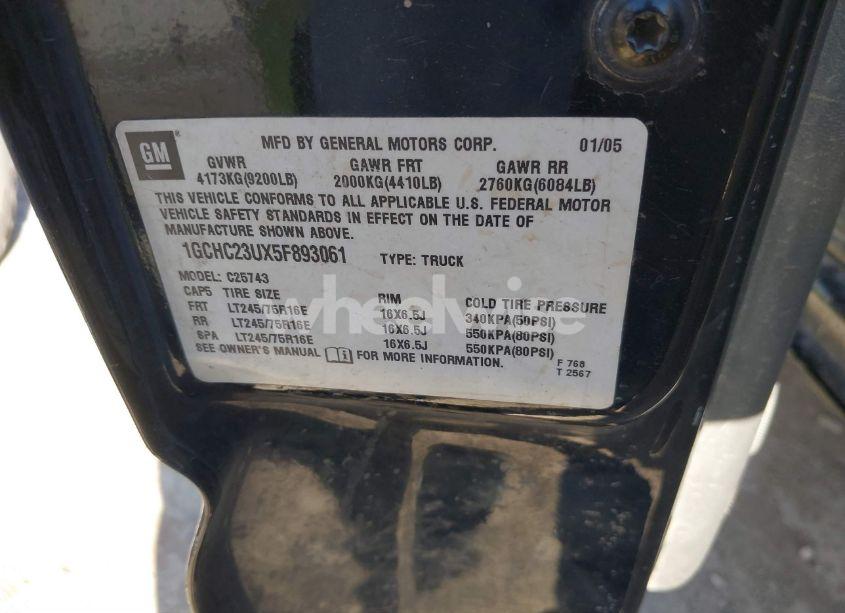 GM
MFD BY GENERAL MOTORS CORP. 01/05
GVWR GAWR FRT GAWR RR
4173KG(9200LB) 2000KG(4410LB) 2760KG(6084LB)
THIS VEHICLE CONFORMS TO ALL APPLICABLE U.S. FEDERAL MOTOR
VEHICLE SAFETY STANDARDS IN EFFECT ON THE DATE OF
MANUFACTURE SHOWN ABOVE.
1GCHC23UX5F893061 TYPE: TRUCK
MODEL: C25743
CAP5 TIRE SIZE RIM COLD TIRE PRESSURE
FRT LT245/75R16E 16X6.5J 340KPA(50PSI)
RR LT245/75R16E 16X6.5J 550KPA(80PSI)
SPA LT245/75R16E 16X6.5J 550KPA(80PSI)
SEE OWNER'S MANUAL i FOR MORE INFORMATION.
F 768
T 2567